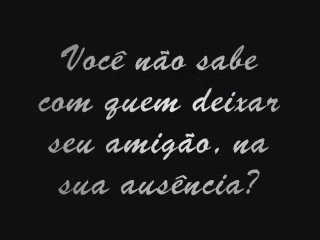 Você não sabe
com quem deixar
seu amigão, na
sua ausência?